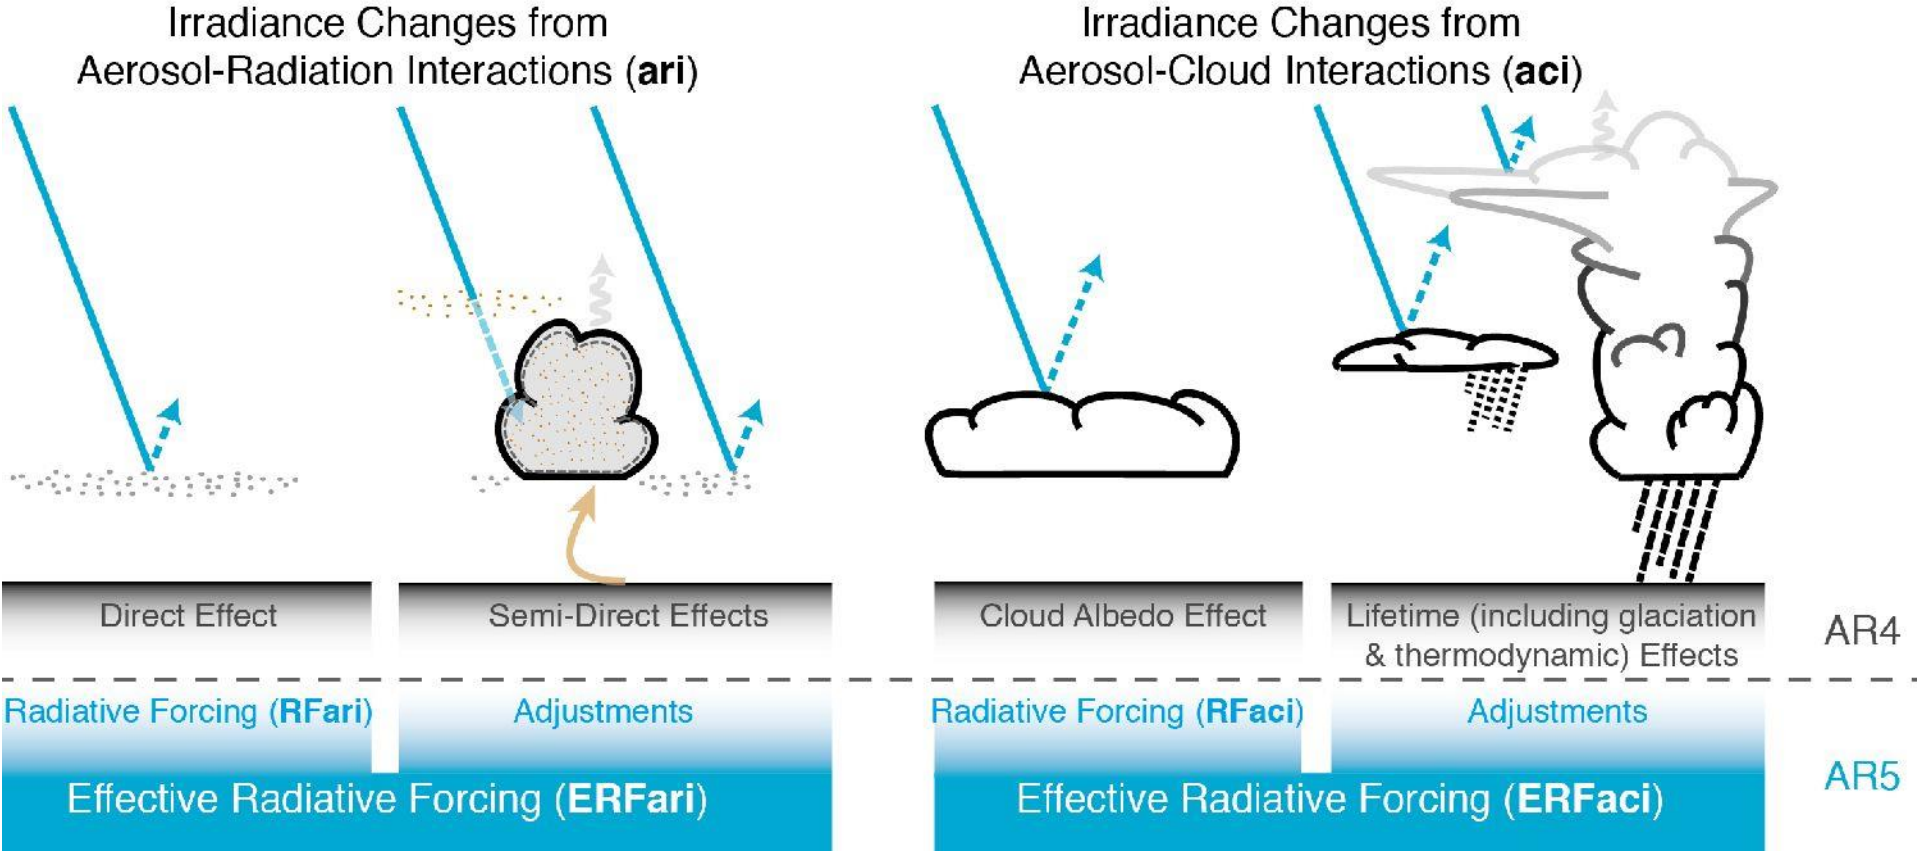 Irradiance Changes from
Aerosol-Radiation Interactions (ari)
Irradiance Changes from
Aerosol-Cloud Interactions (aci)
Direct Effect
Semi-Direct Effects
Cloud Albedo Effect
Lifetime (including glaciation
& thermodynamic) Effects
AR4
Radiative Forcing (RFari)
Adjustments
Radiative Forcing (RFaci)
Adjustments
AR5
Effective Radiative Forcing (ERFari)
Effective Radiative Forcing (ERFaci)